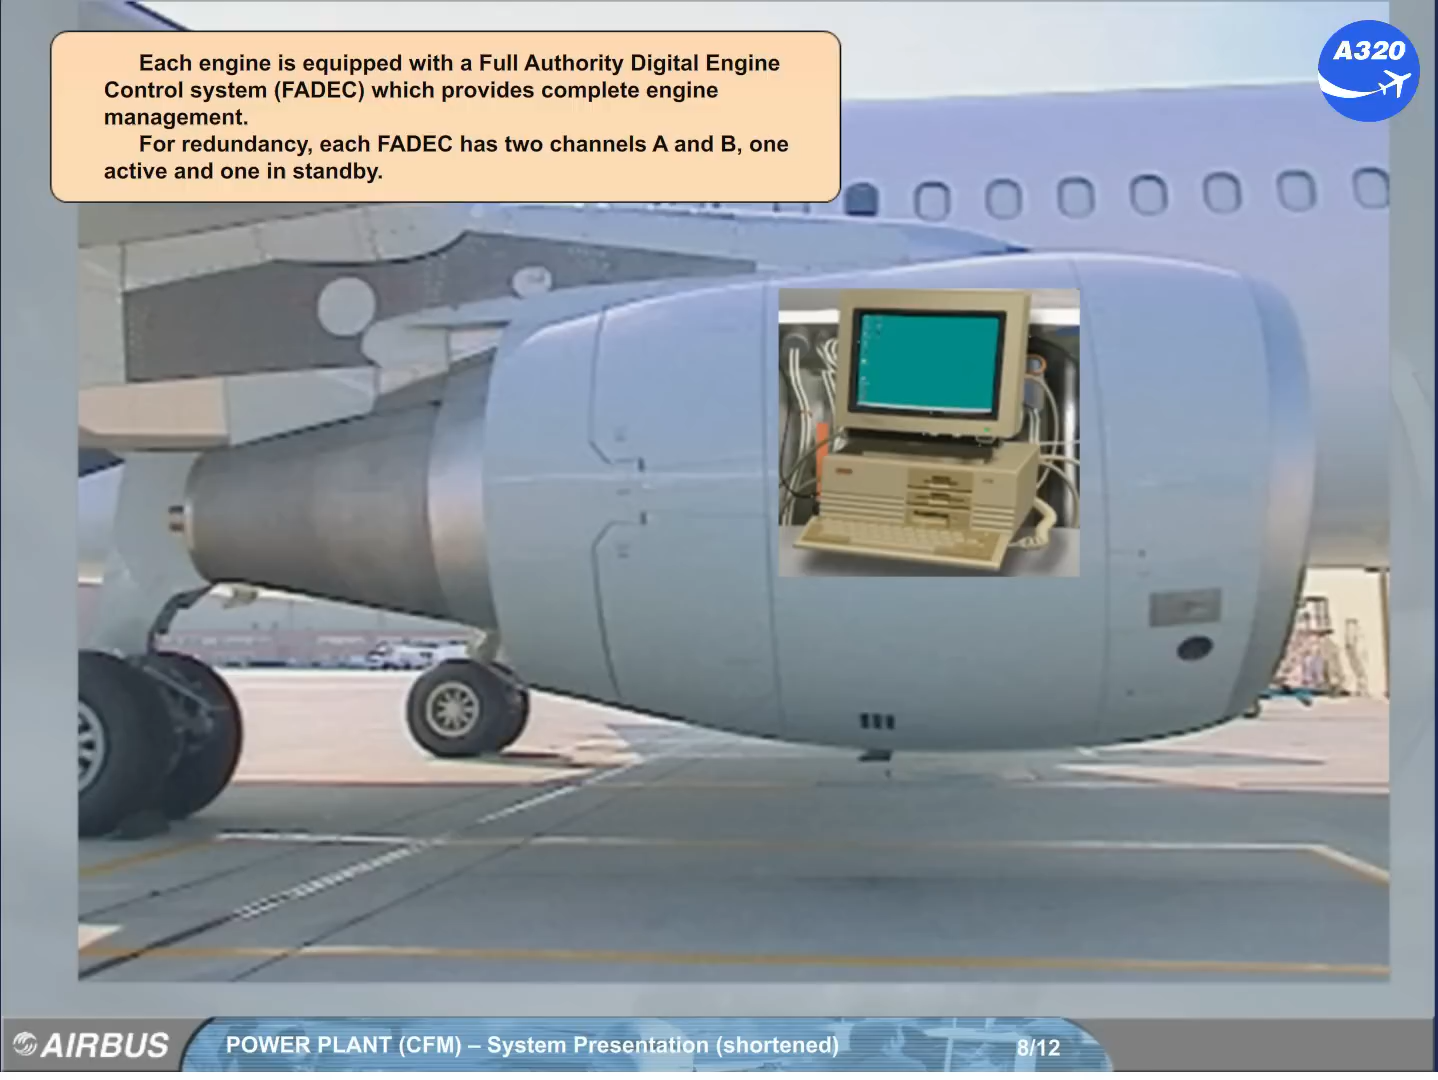 Each engine is equipped with a Full Authority Digital Engine
Control system (FADEC) which provides complete engine
management.
For redundancy, each FADEC has two channels A and B, one
active and one in standby.
A320
AIRBUS
POWER PLANT (CFM) – System Presentation (shortened)
8/12